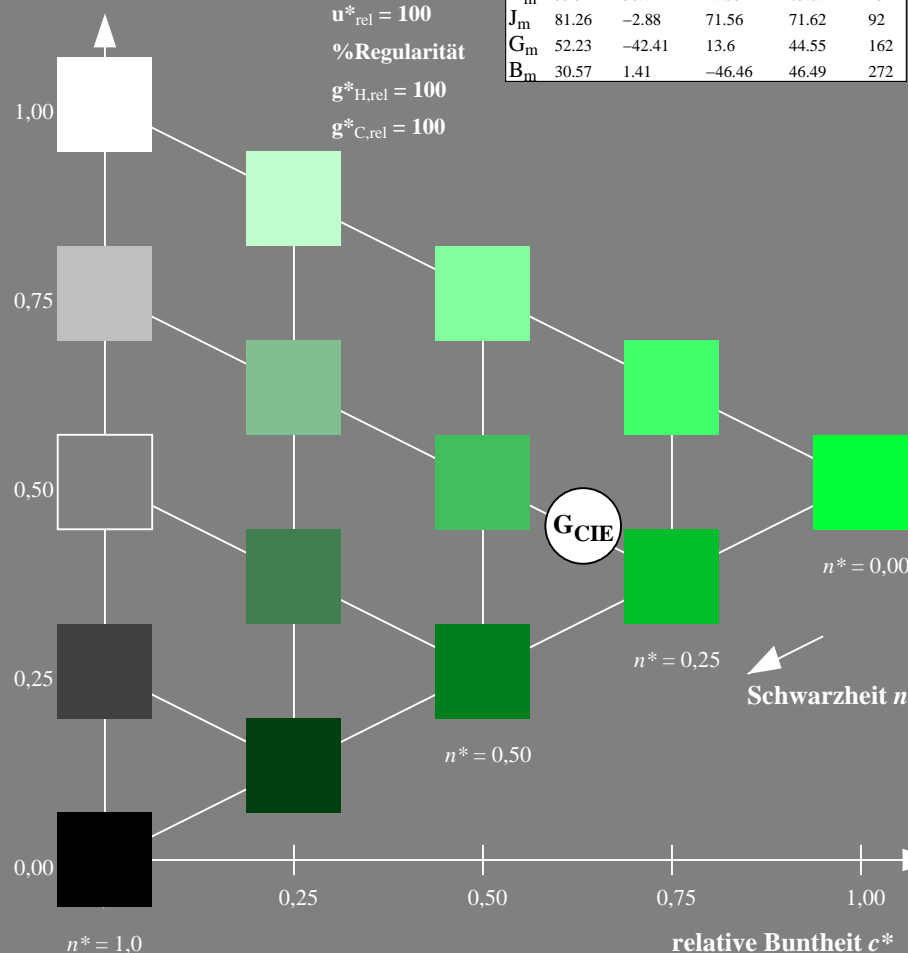 u*rel = 100
%Regularität
g*H,rel = 100
g*C,rel = 100
Jm 81.26 −2.88 71.56 71.62 92
Gm 52.23 −42.41 13.6 44.55 162
Bm 30.57 1.41 −46.46 46.49 272
1,00
0,75
0,50
0,25
0,00
GCIE
n* = 0,00
n* = 0,25
Schwarzheit n
n* = 0,50
0,25 0,50 0,75 1,00
n* = 1,0
relative Buntheit c*